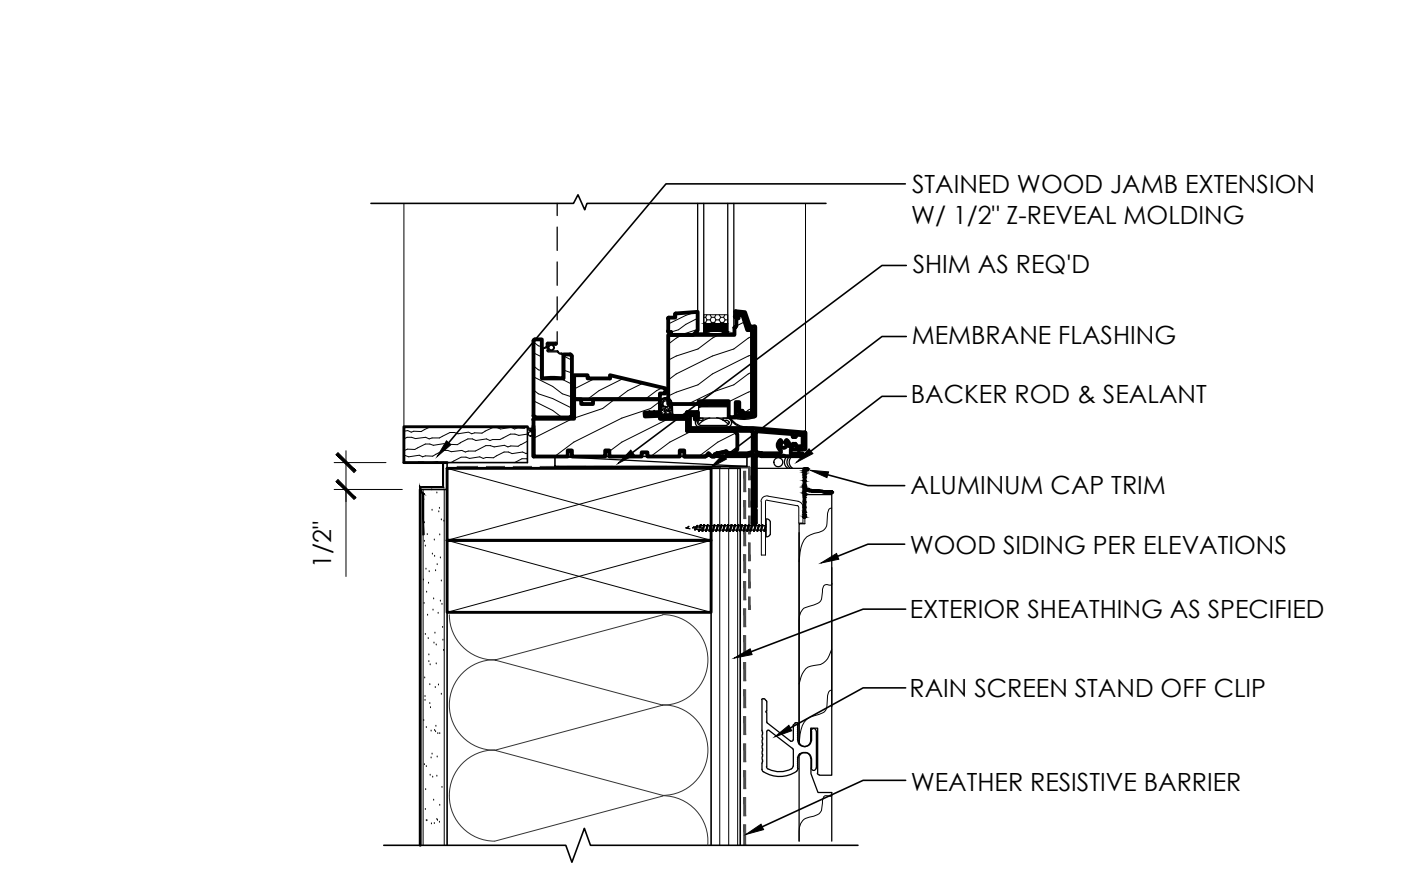 STAINED WOOD JAMB EXTENSION
W/ 1/2" Z-REVEAL MOLDING
SHIM AS REQ'D
MEMBRANE FLASHING
BACKER ROD & SEALANT
ALUMINUM CAP TRIM
1/2"
WOOD SIDING PER ELEVATIONS
EXTERIOR SHEATHING AS SPECIFIED
RAIN SCREEN STAND OFF CLIP
WEATHER RESISTIVE BARRIER